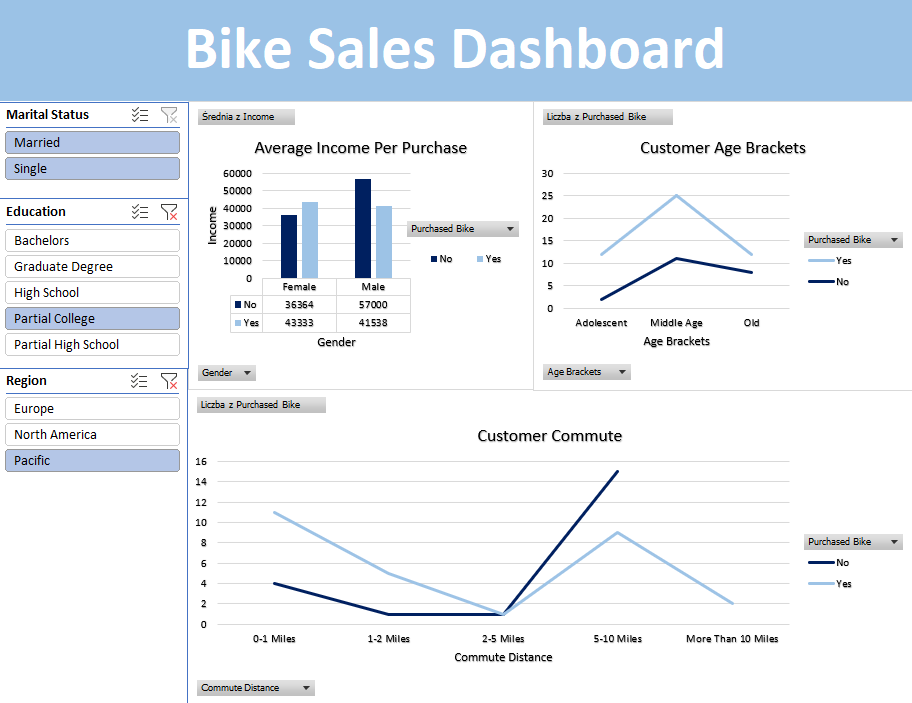 Bike Sales Dashboard
Marital Status
Married
Single
Education
Bachelors
Graduate Degree
High School
Partial College
Partial High School
Region
Europe
North America
Pacific
Średnia z Income
Average Income Per Purchase
60000
50000
40000
30000
20000
10000
0
Income
Female Male
No 36364 57000
Yes 43333 41538
Gender
Purchased Bike
No Yes
Gender
Liczba z Purchased Bike
Customer Age Brackets
30
25
20
15
10
5
0
Adolescent Middle Age Old
Age Brackets
Purchased Bike
Yes
No
Age Brackets
Liczba z Purchased Bike
Customer Commute
16
14
12
10
8
6
4
2
0
0-1 Miles 1-2 Miles 2-5 Miles 5-10 Miles More Than 10 Miles
Commute Distance
Purchased Bike
No
Yes
Commute Distance